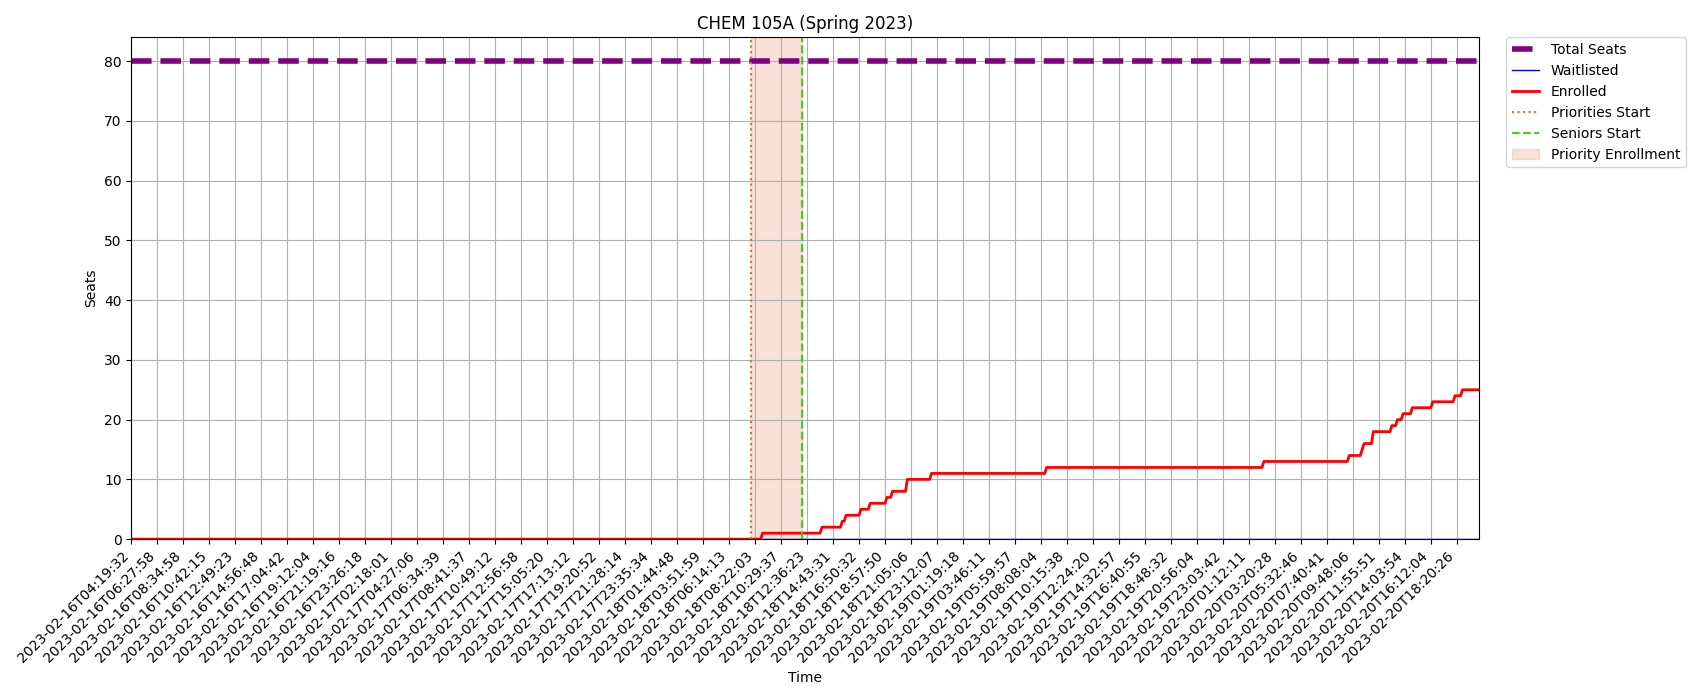 CHEM 105A (Spring 2023)
Total Seats
Waitlisted
Enrolled
Priorities Start
Seniors Start
Priority Enrollment
Seats
80
70
60
50
40
30
20
10
0
2023-02-16T04:19:32
2023-02-16T06:27:58
2023-02-16T08:34:58
2023-02-16T10:42:15
2023-02-16T12:49:23
2023-02-16T14:56:48
2023-02-16T17:04:42
2023-02-16T19:12:04
2023-02-16T21:19:16
2023-02-16T23:26:18
2023-02-17T02:18:01
2023-02-17T04:27:06
2023-02-17T06:34:39
2023-02-17T08:41:37
2023-02-17T10:49:12
2023-02-17T12:56:58
2023-02-17T15:05:20
2023-02-17T17:13:12
2023-02-17T19:20:52
2023-02-17T21:28:14
2023-02-17T23:35:34
2023-02-18T01:44:48
2023-02-18T03:51:59
2023-02-18T06:14:13
2023-02-18T08:22:03
2023-02-18T10:29:37
2023-02-18T12:36:23
2023-02-18T14:43:31
2023-02-18T16:50:32
2023-02-18T18:57:50
2023-02-18T21:05:06
2023-02-18T23:12:07
2023-02-19T01:19:18
2023-02-19T03:46:11
2023-02-19T05:59:57
2023-02-19T08:08:04
2023-02-19T10:15:38
2023-02-19T12:24:20
2023-02-19T14:32:57
2023-02-19T16:40:55
2023-02-19T18:48:32
2023-02-19T20:56:04
2023-02-19T23:03:42
2023-02-20T01:12:11
2023-02-20T03:20:28
2023-02-20T05:32:46
2023-02-20T07:40:41
2023-02-20T09:48:06
2023-02-20T11:55:51
2023-02-20T14:03:54
2023-02-20T16:12:04
2023-02-20T18:20:26
Time